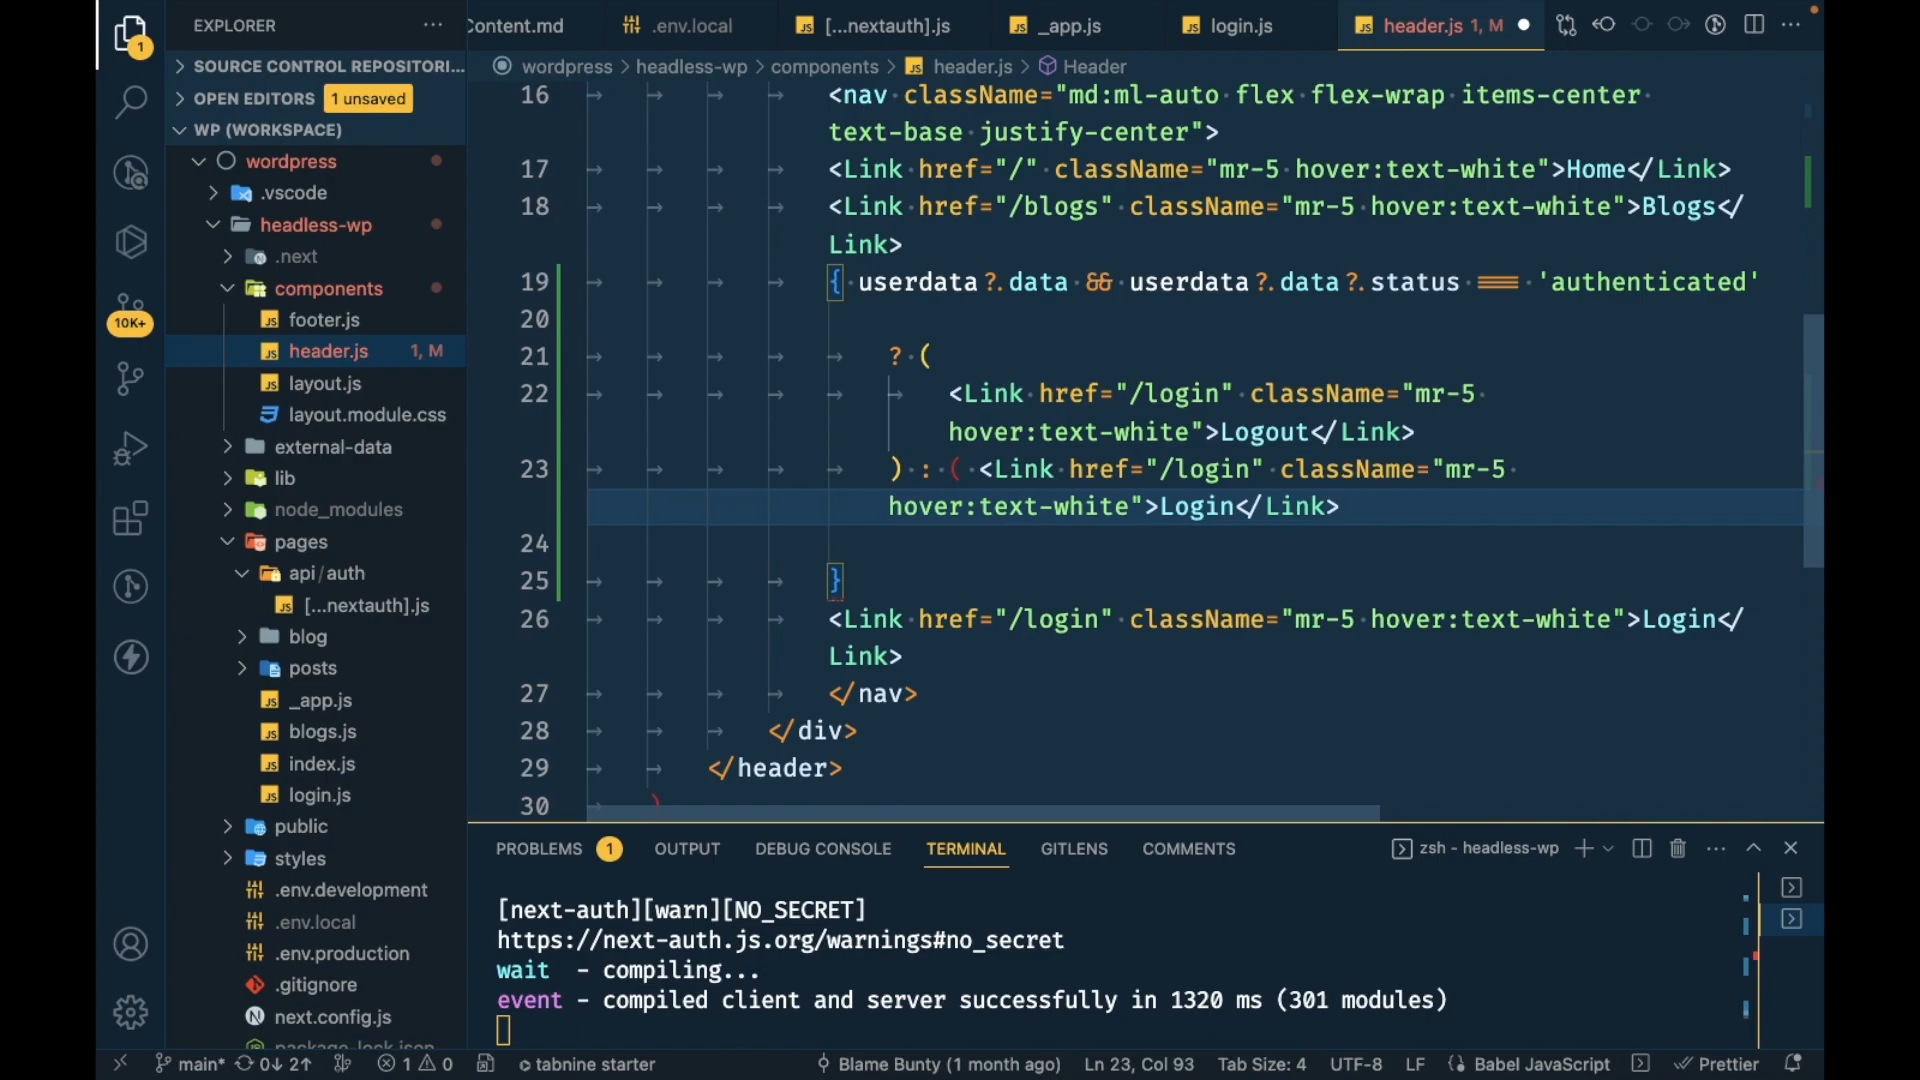 EXPLORER
Content.md
.env.local
[...nextauth].js
_app.js
login.js
header.js 1, M
SOURCE CONTROL REPOSITORI...
OPEN EDITORS 1 unsaved
WP (WORKSPACE)
wordpress
.vscode
headless-wp
.next
components
footer.js
header.js 1, M
layout.js
layout.module.css
external-data
lib
node_modules
pages
api/auth
[...nextauth].js
blog
posts
_app.js
blogs.js
index.js
login.js
public
styles
.env.development
.env.local
.env.production
.gitignore
next.config.js
package-lock.json
1
10K+
wordpress > headless-wp > components > header.js > Header
16 <nav className="md:ml-auto flex flex-wrap items-center
text-base justify-center">
17 <Link href="/" className="mr-5 hover:text-white">Home</Link>
18 <Link href="/blogs" className="mr-5 hover:text-white">Blogs</
Link>
19 { userdata?.data && userdata?.data?.status === 'authenticated'
20
21 ? (
22 <Link href="/login" className="mr-5
hover:text-white">Logout</Link>
23 ) : ( <Link href="/login" className="mr-5
hover:text-white">Login</Link>
24
25 }
26 <Link href="/login" className="mr-5 hover:text-white">Login</
Link>
27 </nav>
28 </div>
29 </header>
30 )
PROBLEMS 1 OUTPUT DEBUG CONSOLE TERMINAL GITLENS COMMENTS zsh - headless-wp
[next-auth][warn][NO_SECRET]
https://next-auth.js.org/warnings#no_secret
wait - compiling...
event - compiled client and server successfully in 1320 ms (301 modules)
main* 0↓ 2↑ 1 0 tabnine starter Blame Bunty (1 month ago) Ln 23, Col 93 Tab Size: 4 UTF-8 LF Babel JavaScript Prettier